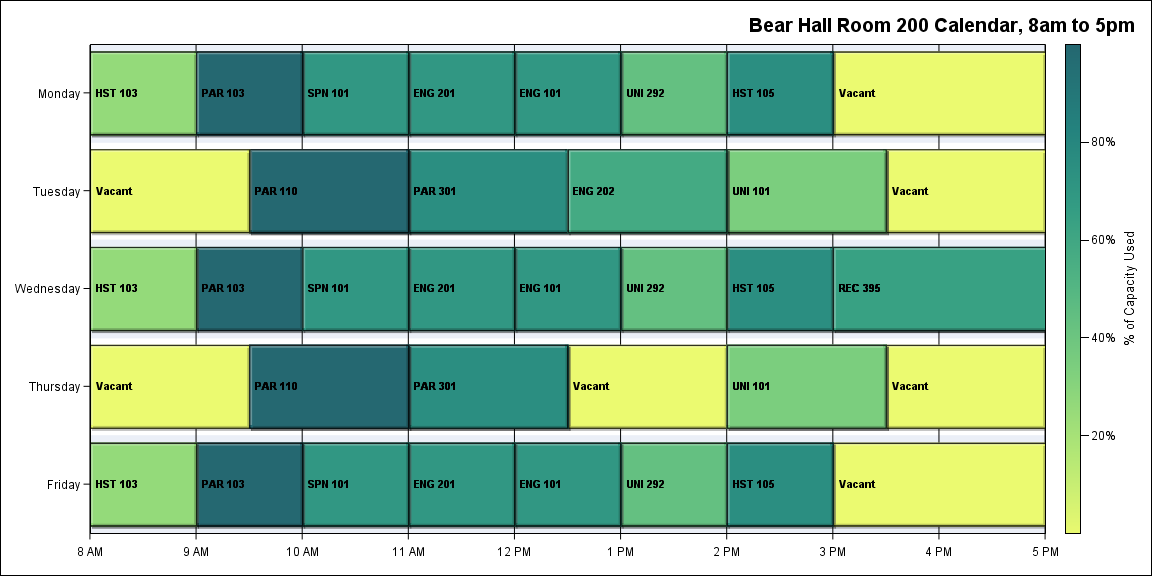 Bear Hall Room 200 Calendar, 8am to 5pm
Monday
HST 103
PAR 103
SPN 101
ENG 201
ENG 101
UNI 292
HST 105
Vacant
Tuesday
Vacant
PAR 110
PAR 301
ENG 202
UNI 101
Vacant
Wednesday
HST 103
PAR 103
SPN 101
ENG 201
ENG 101
UNI 292
HST 105
REC 395
Thursday
Vacant
PAR 110
PAR 301
Vacant
UNI 101
Vacant
Friday
HST 103
PAR 103
SPN 101
ENG 201
ENG 101
UNI 292
HST 105
Vacant
8 AM
9 AM
10 AM
11 AM
12 PM
1 PM
2 PM
3 PM
4 PM
5 PM
80%
60%
40%
20%
% of Capacity Used